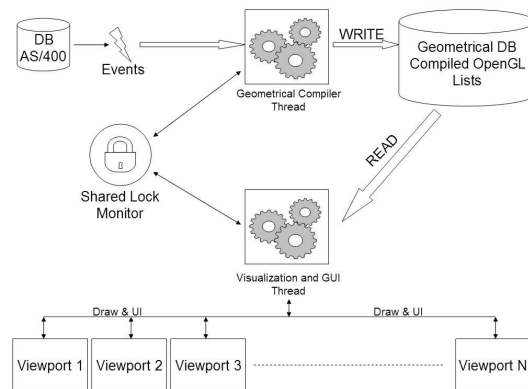 DB
AS/400
Events
WRITE
Geometrical DB
Compiled OpenGL
Lists
Geometrical Compiler
Thread
READ
Shared Lock
Monitor
Visualization and GUI
Thread
Draw & UI
Draw & UI
Viewport 1
Viewport 2
Viewport 3
Viewport N